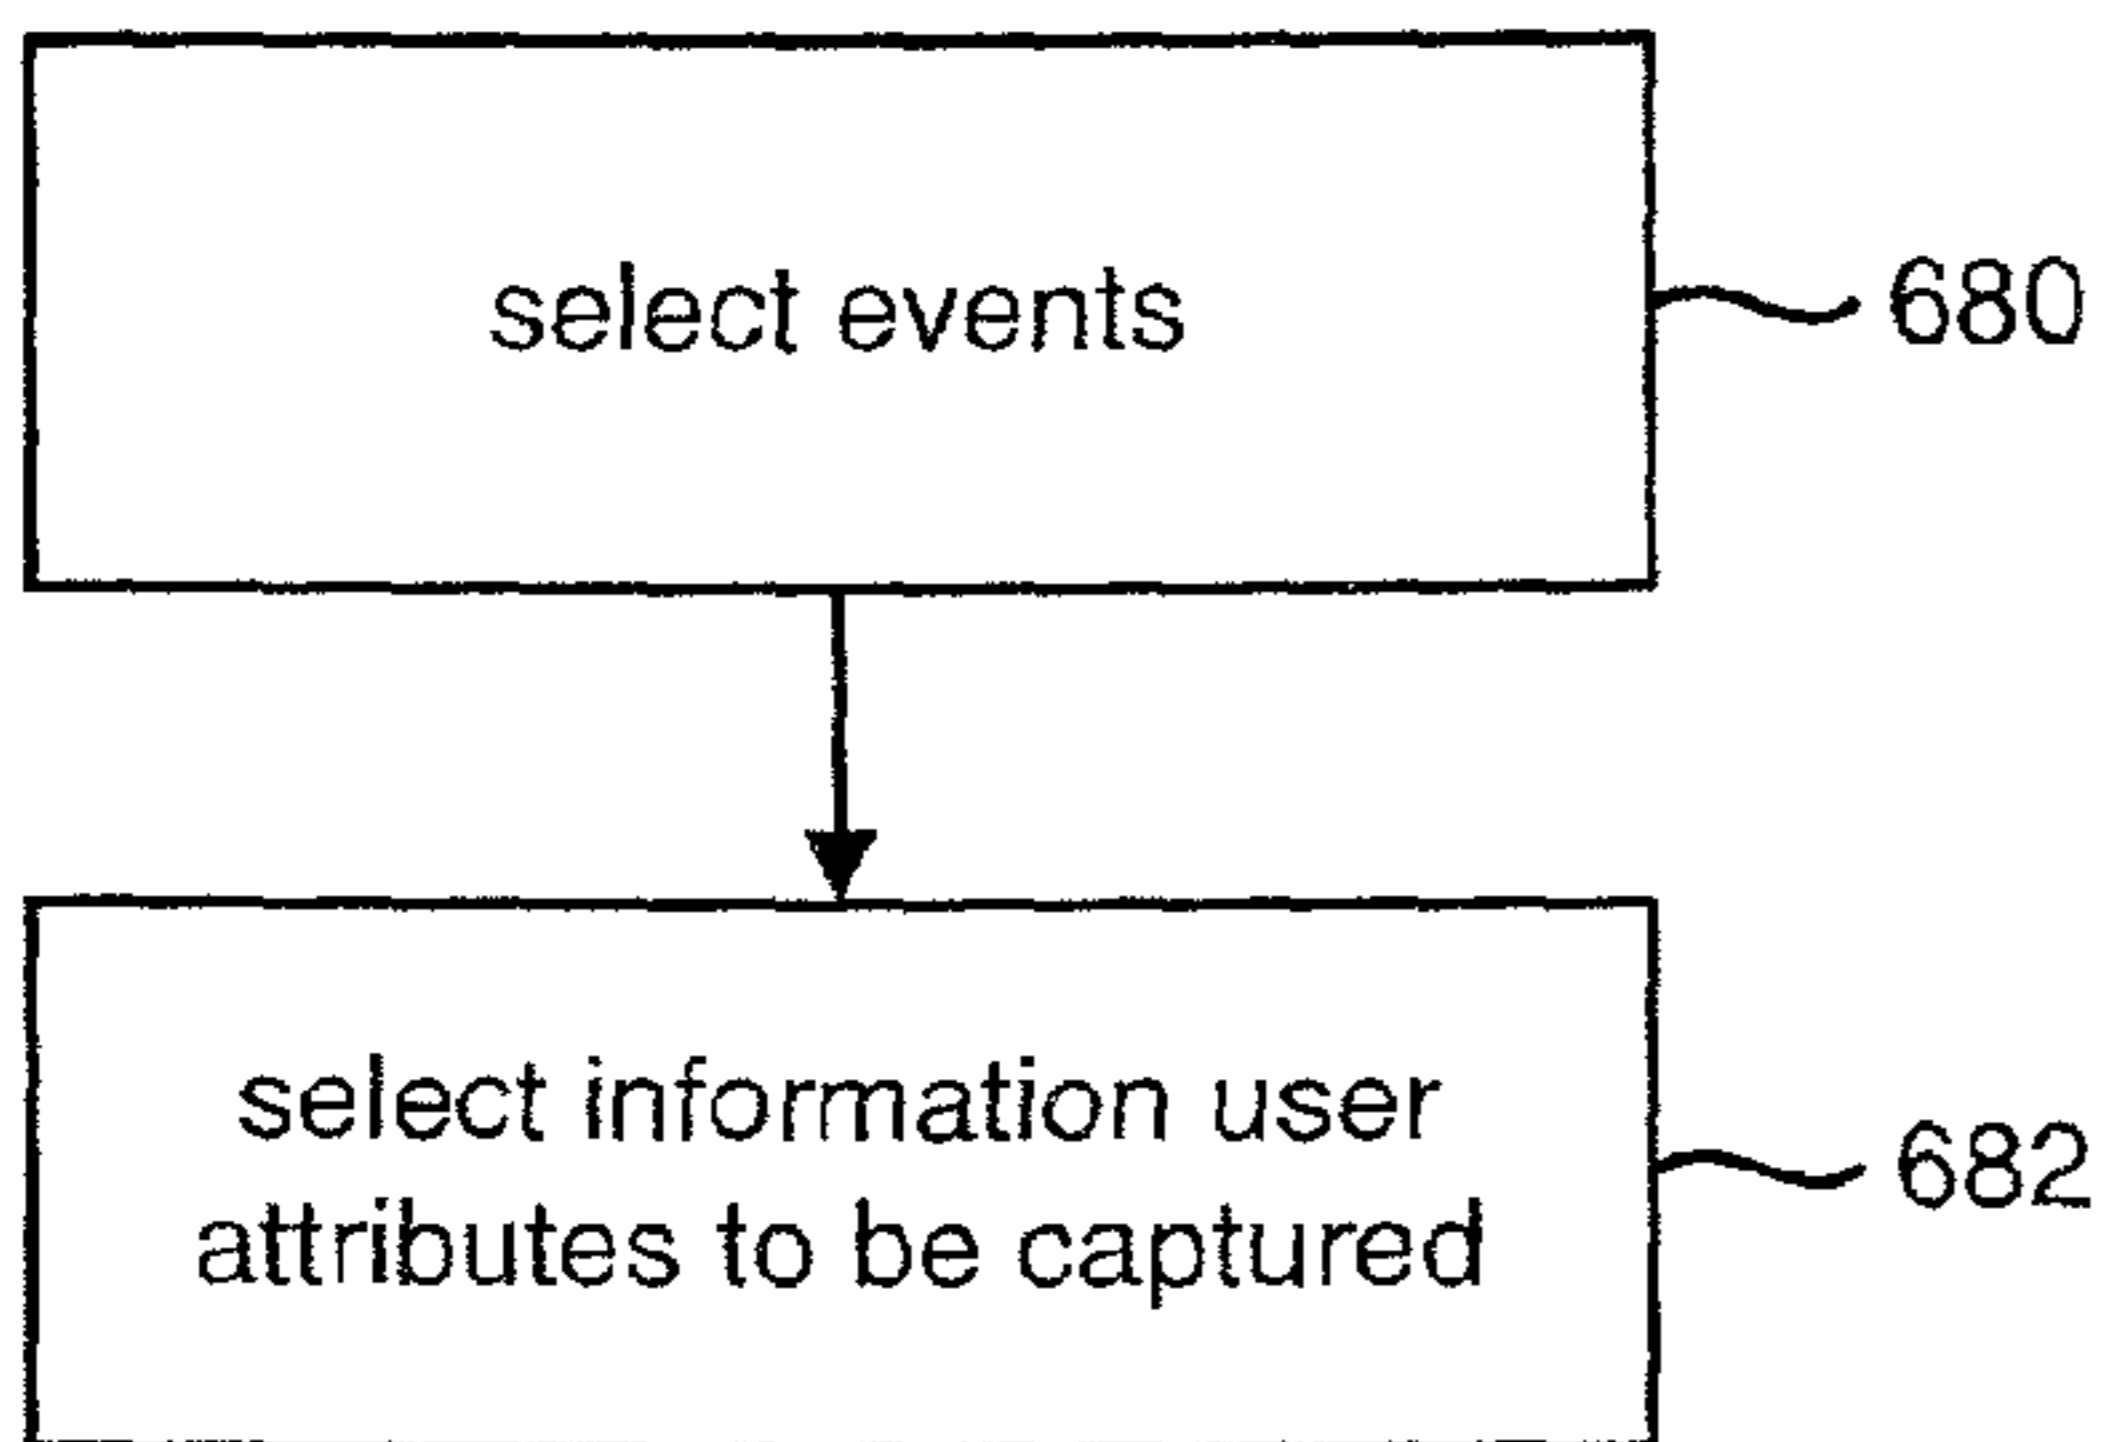 select events
680
select information user
attributes to be captured
682